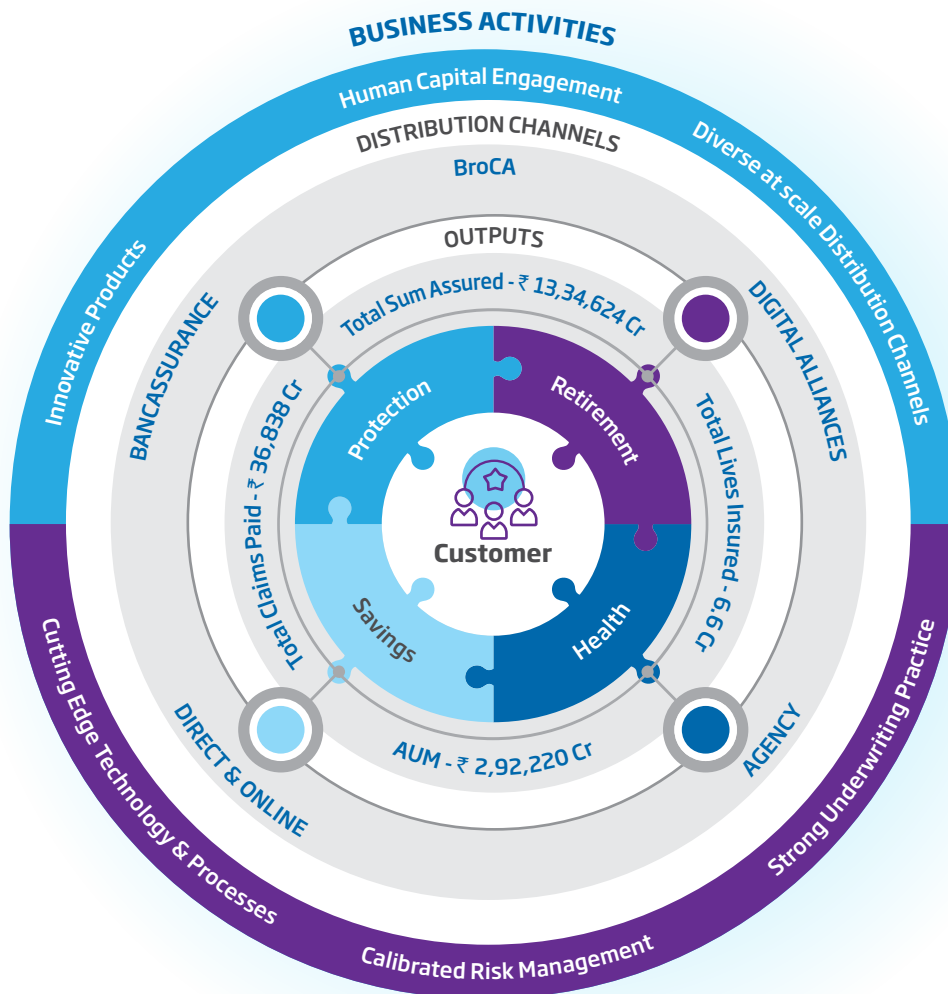 BUSINESS ACTIVITIES
Human Capital Engagement
Diverse at scale Distribution Channels
Strong Underwriting Practice
Calibrated Risk Management
Cutting Edge Technology & Processes
Innovative Products
DISTRIBUTION CHANNELS
BroCA
DIGITAL ALLIANCES
AGENCY
DIRECT & ONLINE
BANCASSURANCE
OUTPUTS
Total Sum Assured - ₹ 13,34,624 Cr
Total Lives Insured - 6.6 Cr
AUM - ₹ 2,92,220 Cr
Total Claims Paid - ₹ 36,838 Cr
Protection
Retirement
Health
Savings
Customer